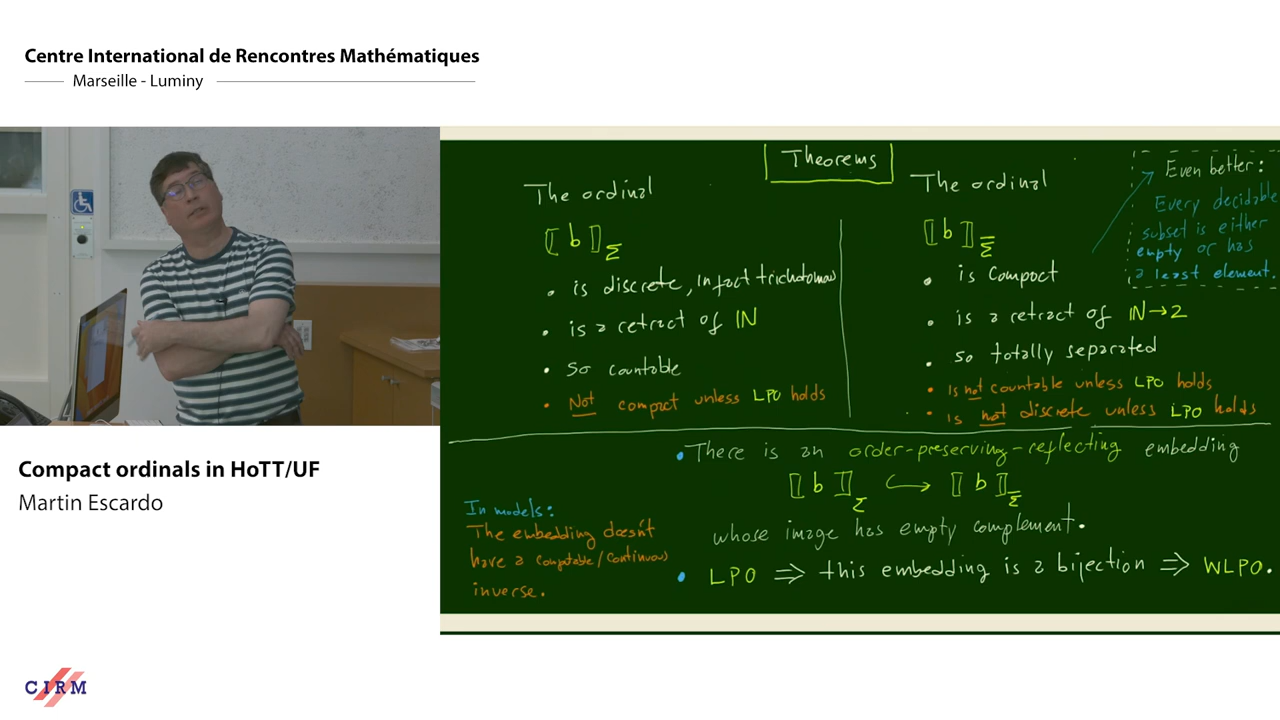 Centre International de Rencontres Mathématiques
Marseille - Luminy
Compact ordinals in HoTT/UF
Martin Escardo
CIRM
Theorems
The ordinal
⟦ b ⟧_Σ
• is discrete, in fact trichotomous
• is a retract of ℕ
• So countable
• Not compact unless LPO holds
The ordinal
⟦ b ⟧_Σ̅
• is compact
• is a retract of ℕ→2
• so totally separated
• Is not countable unless LPO holds
• is not discrete unless LPO holds
Even better:
Every decidable
subset is either
empty or has
a least element.
• There is an order-preserving-reflecting embedding
⟦ b ⟧_Σ ↪ ⟦ b ⟧_Σ̅
whose image has empty complement.
• LPO ⇒ this embedding is a bijection ⇒ WLPO.
In models:
The embedding doesn't
have a computable/continuous
inverse.